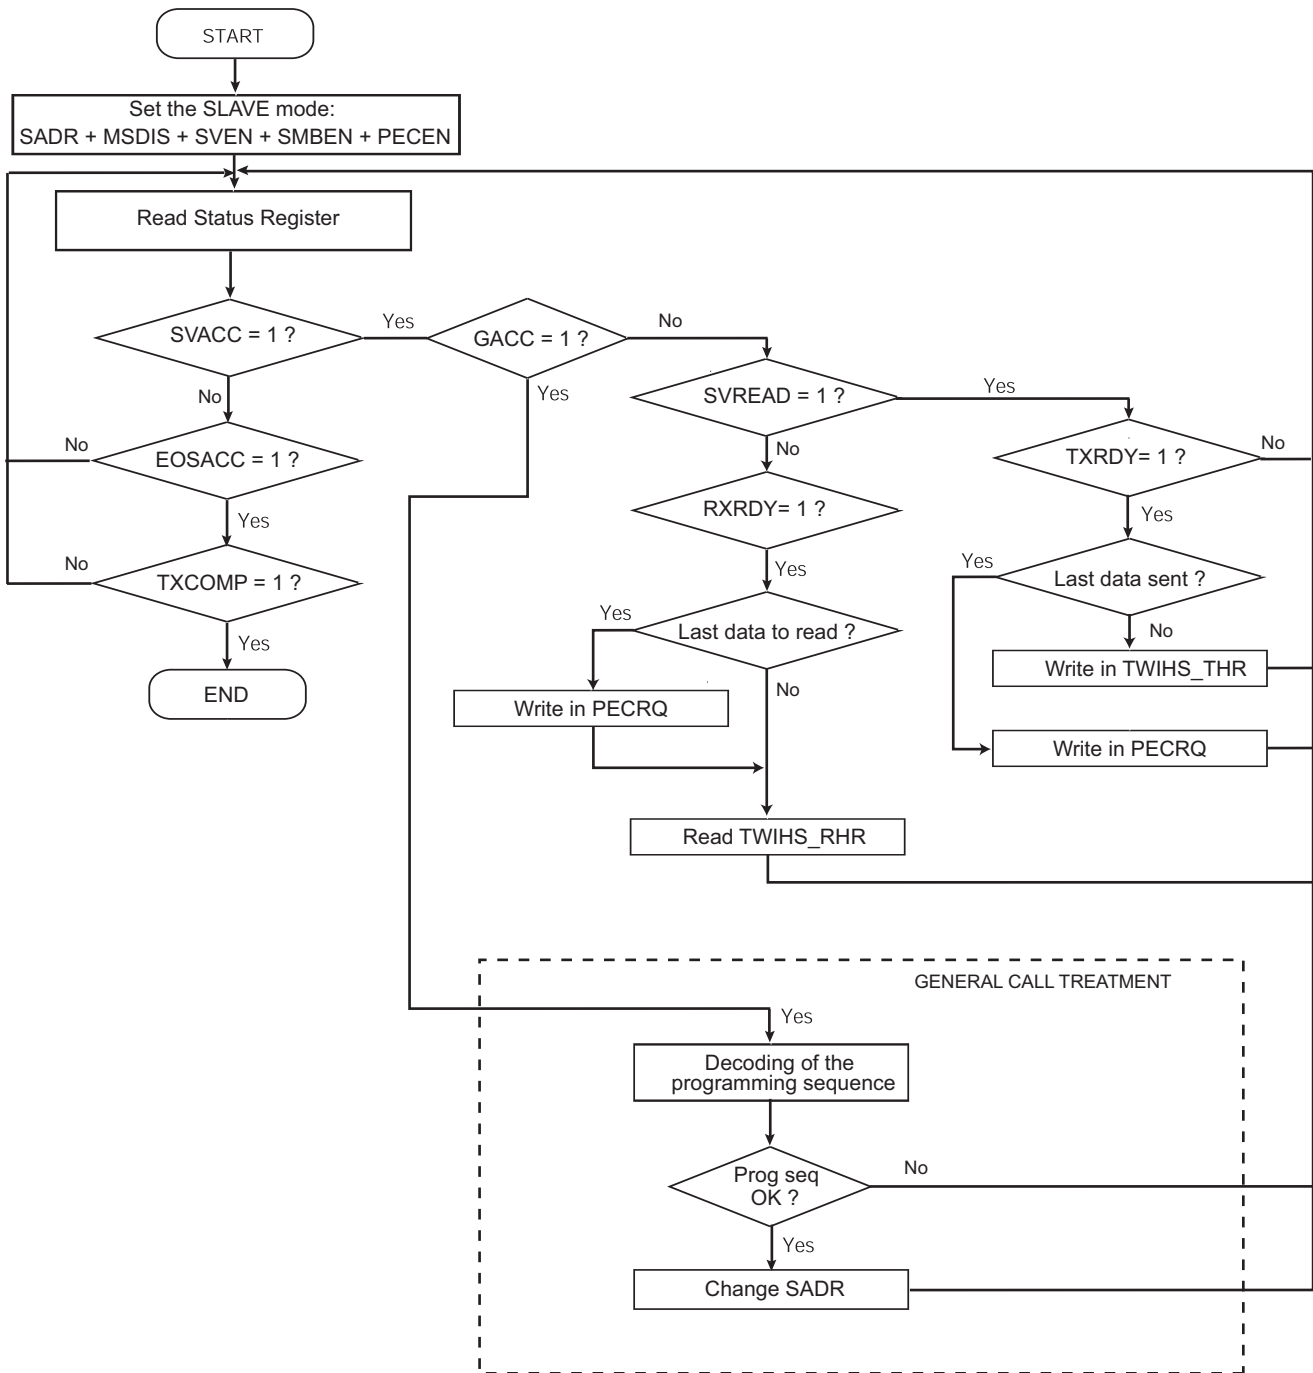 START
Set the SLAVE mode:
SADR + MSDIS + SVEN + SMBEN + PECEN
Read Status Register
SVACC = 1 ?
Yes
GACC = 1 ?
No
No
Yes
SVREAD = 1 ?
Yes
No
EOSACC = 1 ?
No
TXRDY= 1 ?
No
Yes
RXRDY= 1 ?
Yes
No
TXCOMP = 1 ?
Yes
Yes
Last data sent ?
Yes
Last data to read ?
No
Yes
END
No
Write in TWIHS_THR
Write in PECRQ
Write in PECRQ
Read TWIHS_RHR
GENERAL CALL TREATMENT
Yes
Decoding of the
programming sequence
Prog seq
OK ?
No
Yes
Change SADR